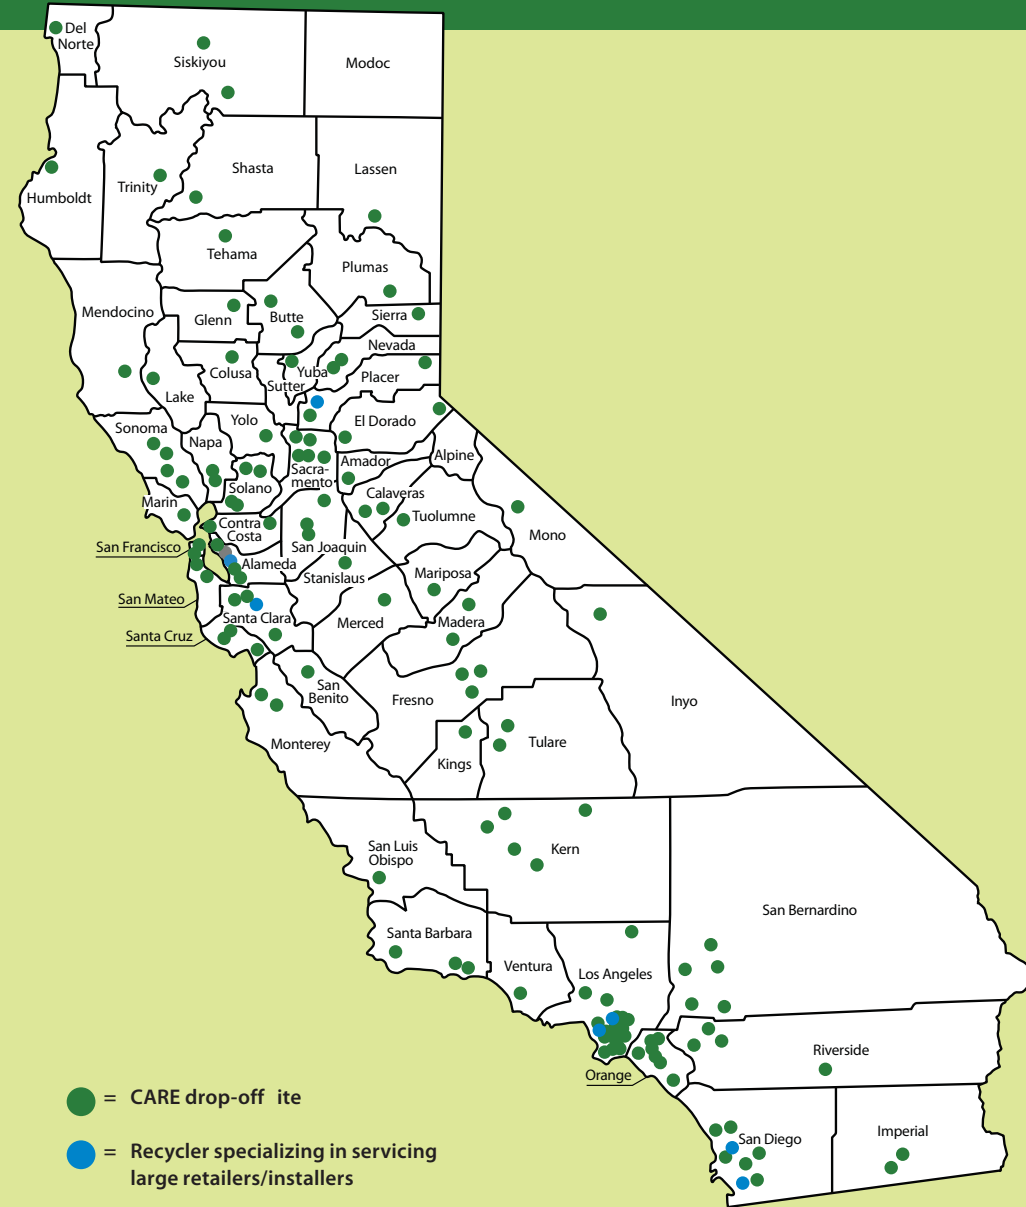 Del
Norte
Siskiyou
Modoc
Humboldt
Trinity
Shasta
Lassen
Tehama
Plumas
Mendocino
Glenn
Butte
Sierra
Nevada
Colusa
Yuba
Sutter
Placer
Lake
Sonoma
Yolo
Napa
El Dorado
Sacra-
mento
Amador
Alpine
Solano
Marin
Calaveras
Tuolumne
Contra
Costa
San Francisco
San Joaquin
Mono
Alameda
Stanislaus
San Mateo
Mariposa
Santa Clara
Merced
Madera
Santa Cruz
San
Benito
Fresno
Inyo
Monterey
Kings
Tulare
San Luis
Obispo
Kern
San Bernardino
Santa Barbara
Ventura
Los Angeles
Orange
Riverside
San Diego
Imperial
= CARE drop-off ite
= Recycler specializing in servicing
large retailers/installers